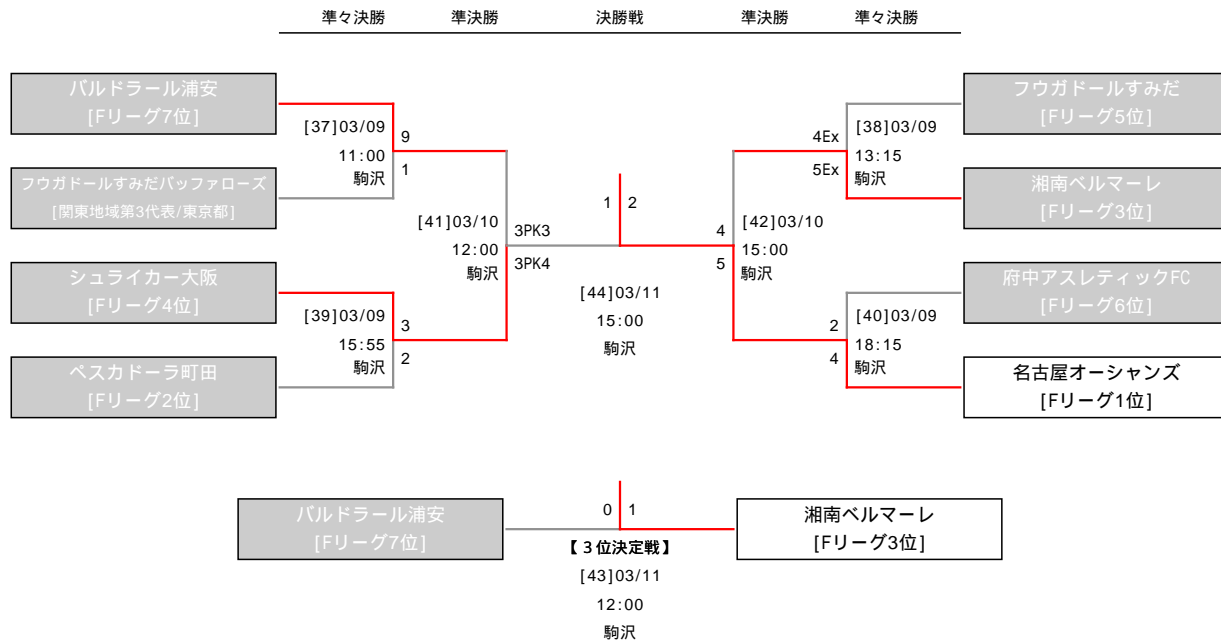 準々決勝 準決勝 決勝戦 準決勝 準々決勝
バルドラール浦安
[Fリーグ7位]
フウガドールすみだバッファローズ
[関東地域第3代表/東京都]
シュライカー大阪
[Fリーグ4位]
ペスカドーラ町田
[Fリーグ2位]
[37]03/09
11:00
駒沢
9
1
[39]03/09
15:55
駒沢
3
2
[41]03/10
12:00
駒沢
3PK3
3PK4
1 2
[44]03/11
15:00
駒沢
4
5
[42]03/10
15:00
駒沢
4Ex
5Ex
[38]03/09
13:15
駒沢
2
4
[40]03/09
18:15
駒沢
フウガドールすみだ
[Fリーグ5位]
湘南ベルマーレ
[Fリーグ3位]
府中アスレティックFC
[Fリーグ6位]
名古屋オーシャンズ
[Fリーグ1位]
バルドラール浦安
[Fリーグ7位]
0 1
【3位決定戦】
[43]03/11
12:00
駒沢
湘南ベルマーレ
[Fリーグ3位]